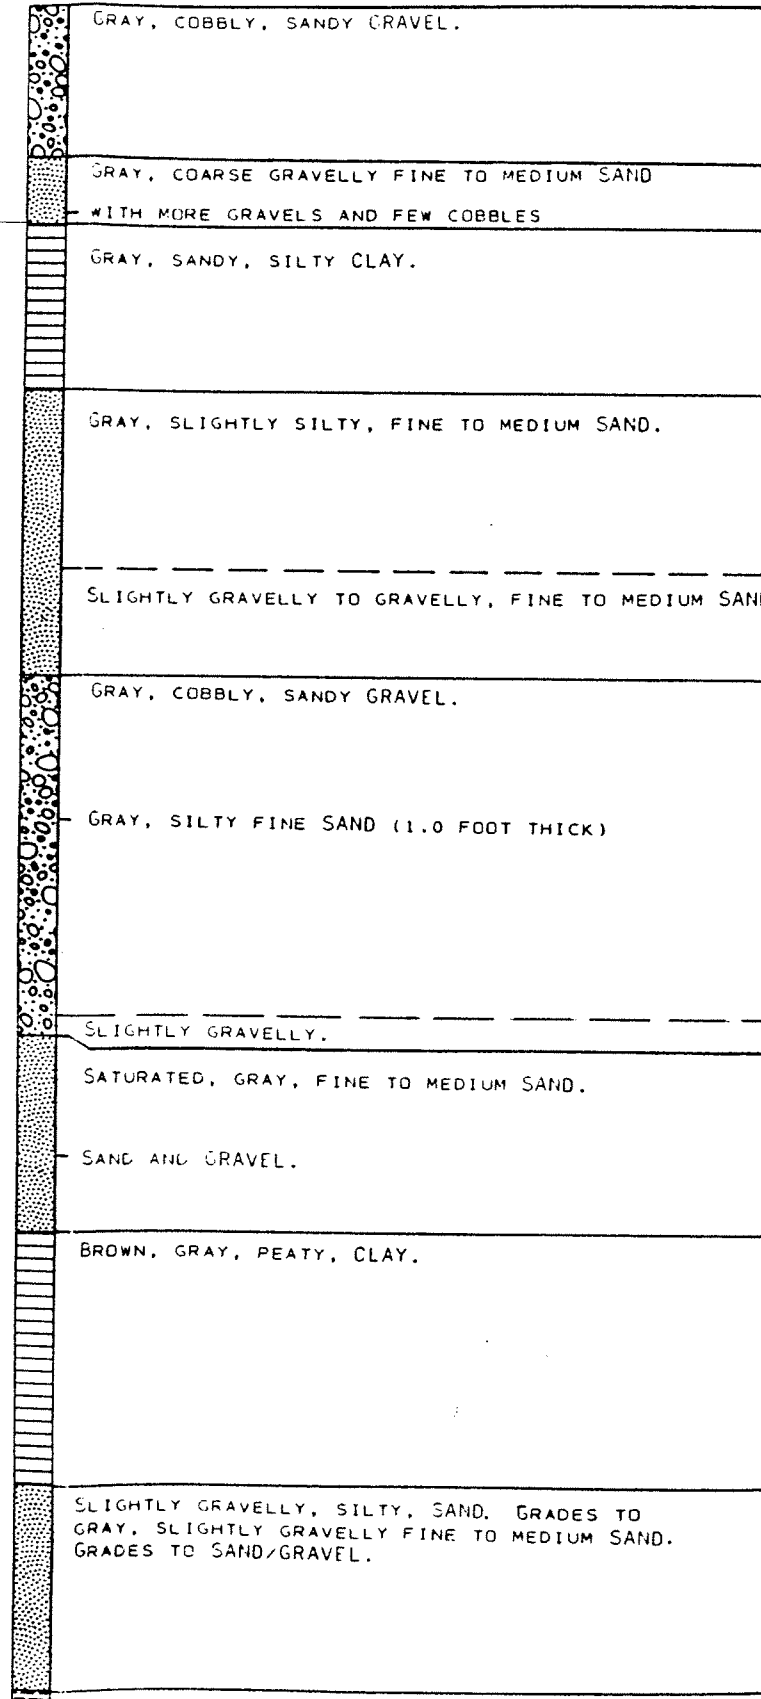 GRAY, COBBLY, SANDY GRAVEL.
GRAY, COARSE GRAVELLY FINE TO MEDIUM SAND
WITH MORE GRAVELS AND FEW COBBLES
GRAY, SANDY, SILTY CLAY.
GRAY, SLIGHTLY SILTY, FINE TO MEDIUM SAND.
SLIGHTLY GRAVELLY TO GRAVELLY, FINE TO MEDIUM SAND
GRAY, COBBLY, SANDY GRAVEL.
GRAY, SILTY FINE SAND (1.0 FOOT THICK)
SLIGHTLY GRAVELLY.
SATURATED, GRAY, FINE TO MEDIUM SAND.
SAND AND GRAVEL.
BROWN, GRAY, PEATY, CLAY.
SLIGHTLY GRAVELLY, SILTY, SAND. GRADES TO
GRAY, SLIGHTLY GRAVELLY FINE TO MEDIUM SAND.
GRADES TO SAND/GRAVEL.